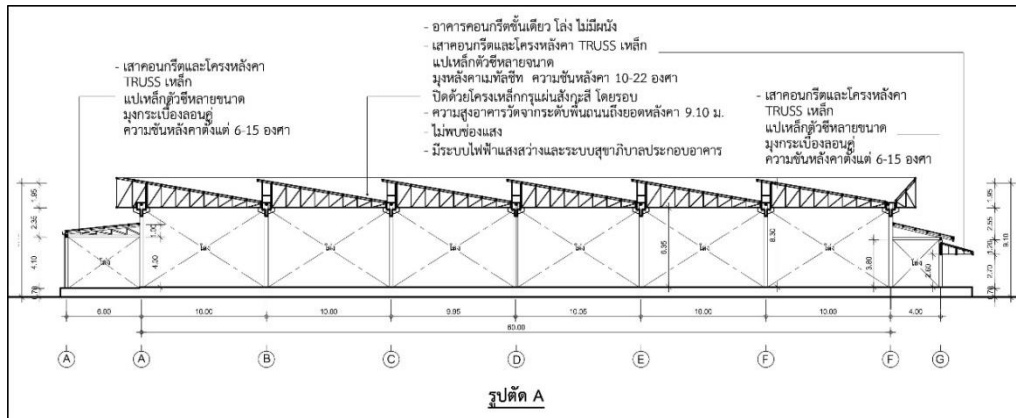 - อาคารคอนกรีตชั้นเดียว โล่ง ไม่มีผนัง
- เสาคอนกรีตและโครงหลังคา TRUSS เหล็ก
แปเหล็กตัวซีหลายขนาด
มุงหลังคาเมทัลชีท ความชันหลังคา 10-22 องศา
ปิดด้วยโครงเหล็กกรุแผ่นสังกะสี โดยรอบ
- ความสูงอาคารวัดจากระดับพื้นถนนถึงยอดหลังคา 9.10 ม.
- ไม่พบช่องแสง
- มีระบบไฟฟ้าแสงสว่างและระบบสุขาภิบาลประกอบอาคาร
- เสาคอนกรีตและโครงหลังคา
TRUSS เหล็ก
แปเหล็กตัวซีหลายขนาด
มุงกระเบื้องลอนคู่
ความชันหลังคาตั้งแต่ 6-15 องศา
- เสาคอนกรีตและโครงหลังคา
TRUSS เหล็ก
แปเหล็กตัวซีหลายขนาด
มุงกระเบื้องลอนคู่
ความชันหลังคาตั้งแต่ 6-15 องศา
1.95
2.35
4.10
โล่ง โล่ง โล่ง โล่ง โล่ง โล่ง โล่ง
6.35
8.30
3.80
2.60
1.95
2.55
1.20
2.70
9.10
6.00 10.00 10.00 9.95 10.05 10.00 10.00 4.00
60.00
A A B C D E F F G
รูปตัด A